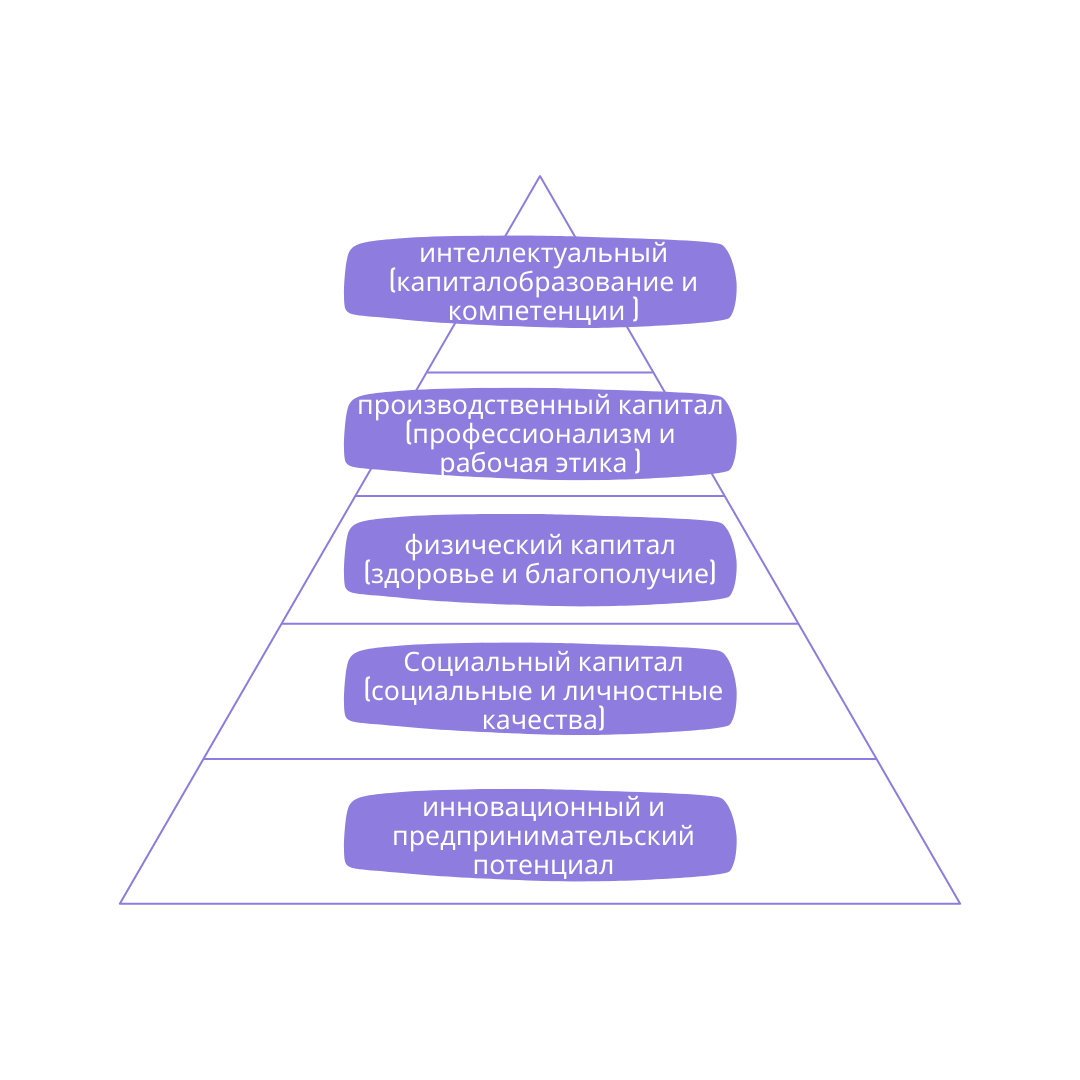 интеллектуальный
(капиталобразование и
компетенции )
производственный капитал
(профессионализм и
рабочая этика )
физический капитал
(здоровье и благополучие)
Социальный капитал
(социальные и личностные
качества)
инновационный и
предпринимательский
потенциал